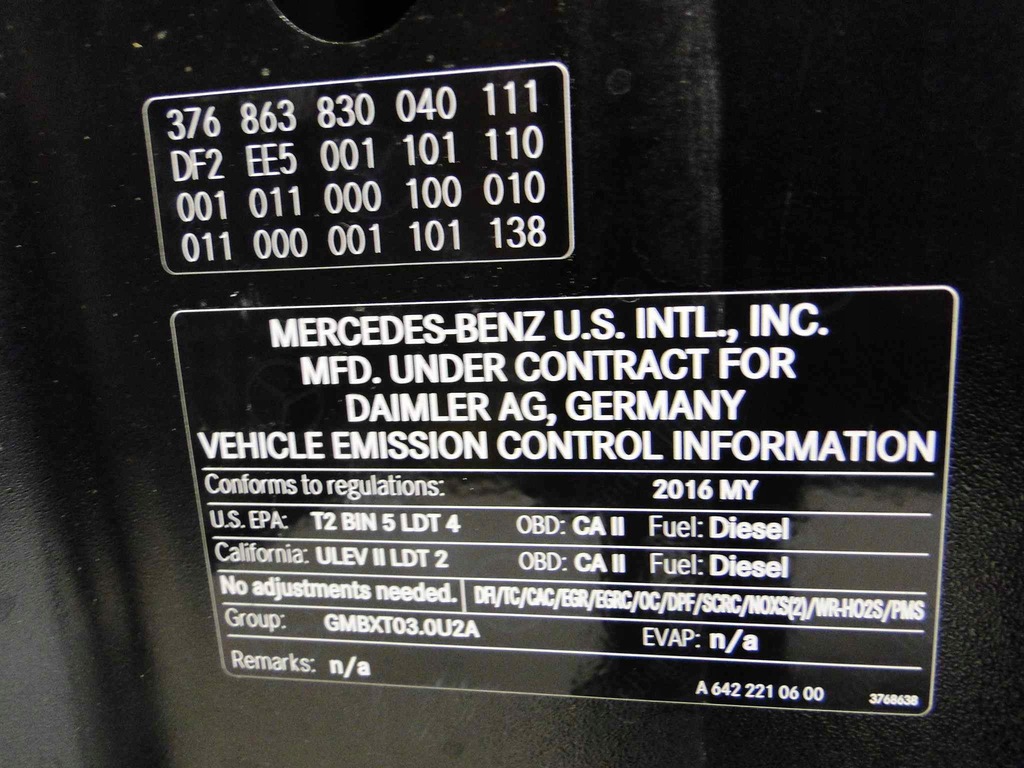 376 863 830 040 111
DF2 EE5 001 101 110
001 011 000 100 010
011 000 001 101 138
MERCEDES-BENZ U.S. INTL., INC.
MFD. UNDER CONTRACT FOR
DAIMLER AG, GERMANY
VEHICLE EMISSION CONTROL INFORMATION
Conforms to regulations: 2016 MY
U.S. EPA: T2 BIN 5 LDT 4 OBD: CA II Fuel: Diesel
California: ULEV II LDT 2 OBD: CA II Fuel: Diesel
No adjustments needed. DFI/TC/CAC/EGR/EGRC/OC/DPF/SCRC/NOXS(2)/WR-HO2S/PMS
Group: GMBXT03.0U2A EVAP: n/a
Remarks: n/a
A 642 221 06 00 3768638